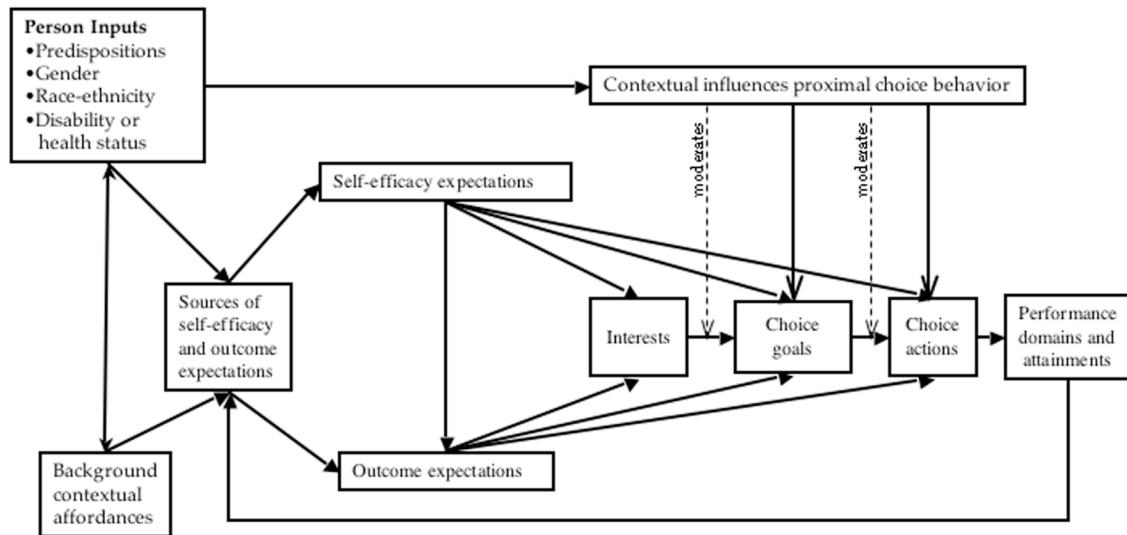 Person Inputs
•Predispositions
•Gender
•Race-ethnicity
•Disability or
health status
Contextual influences proximal choice behavior
moderates
moderates
Self-efficacy expectations
Sources of
self-efficacy
and outcome
expectations
Interests
Choice
goals
Choice
actions
Performance
domains and
attainments
Background
contextual
affordances
Outcome expectations